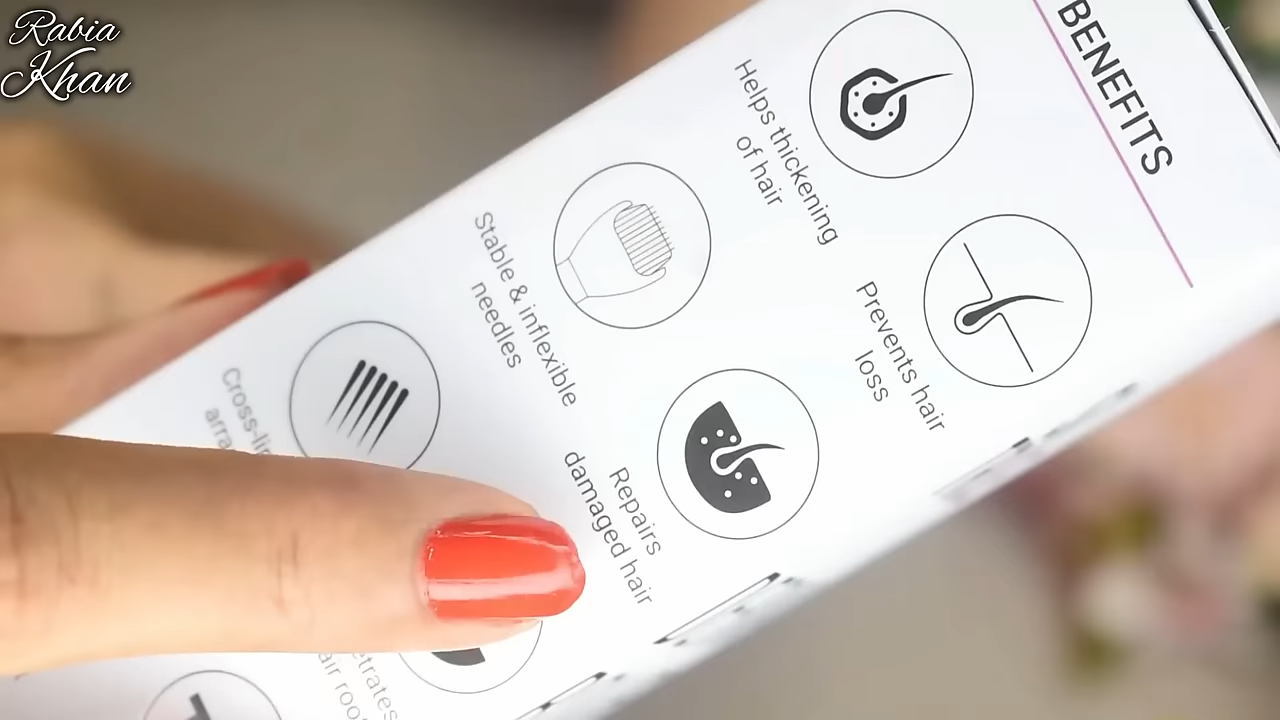 Rabia
Khan
BENEFITS
Helps thickening
of hair
Prevents hair
loss
Stable & inflexible
needles
Repairs
damaged hair